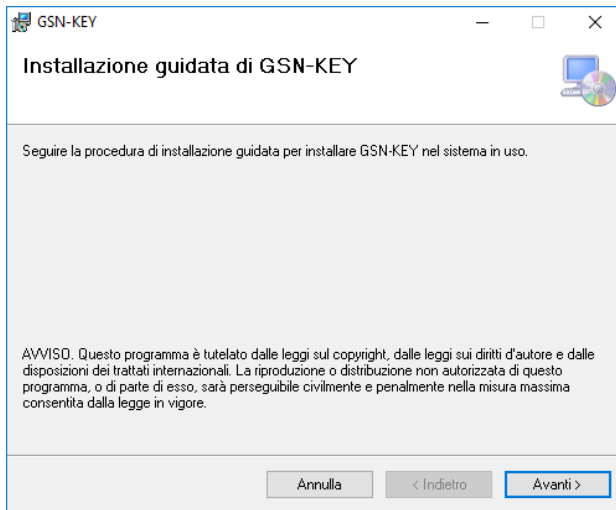 GSN-KEY
Installazione guidata di GSN-KEY
Seguire la procedura di installazione guidata per installare GSN-KEY nel sistema in uso.
AVVISO. Questo programma è tutelato dalle leggi sul copyright, dalle leggi sui diritti d'autore e dalle
disposizioni dei trattati internazionali. La riproduzione o distribuzione non autorizzata di questo
programma, o di parte di esso, sarà perseguibile civilmente e penalmente nella misura massima
consentita dalla legge in vigore.
Annulla
< Indietro
Avanti >